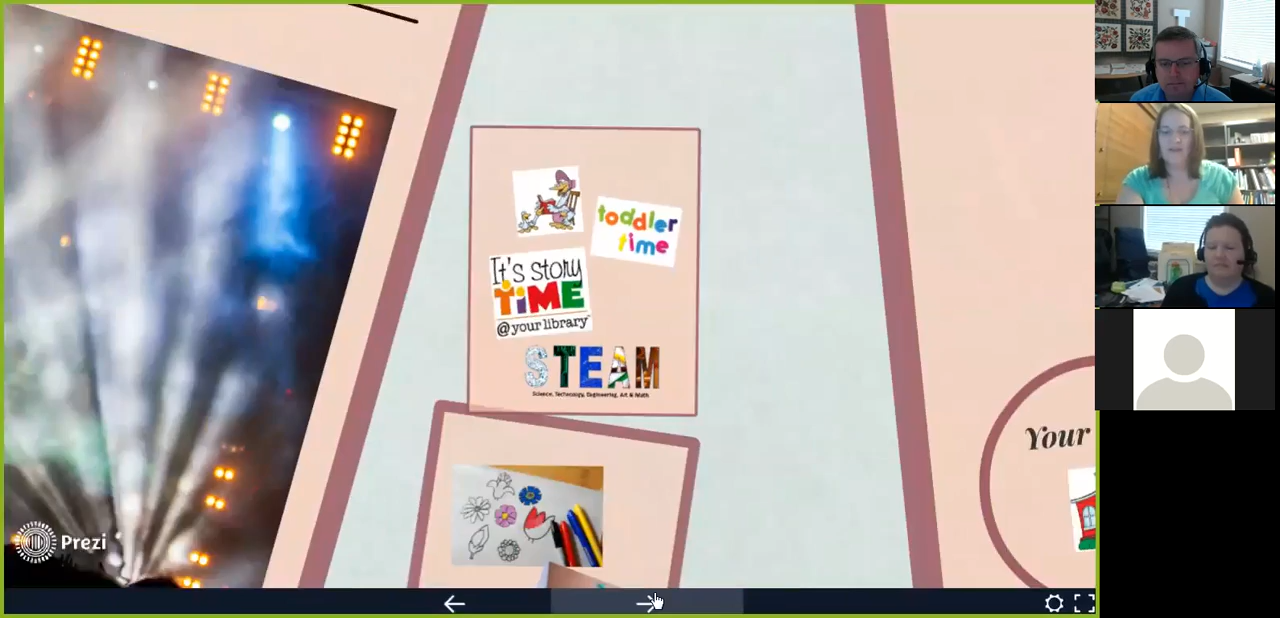 toddler
time
It's story
TIME
@ your library
STEAM
Science, Technology, Engineering, Art & Math
Your
Prezi